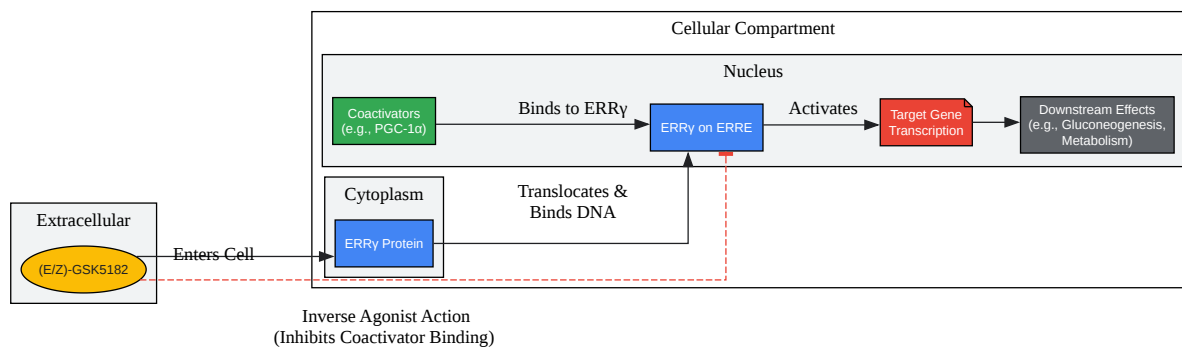 Cellular Compartment
Nucleus
Coactivators
(e.g., PGC-1α)
Binds to ERRγ
ERRγ on ERRE
Activates
Target Gene
Transcription
Downstream Effects
(e.g., Gluconeogenesis,
Metabolism)
Cytoplasm
ERRγ Protein
Translocates &
Binds DNA
Extracellular
(E/Z)-GSK5182
Enters Cell
Inverse Agonist Action
(Inhibits Coactivator Binding)